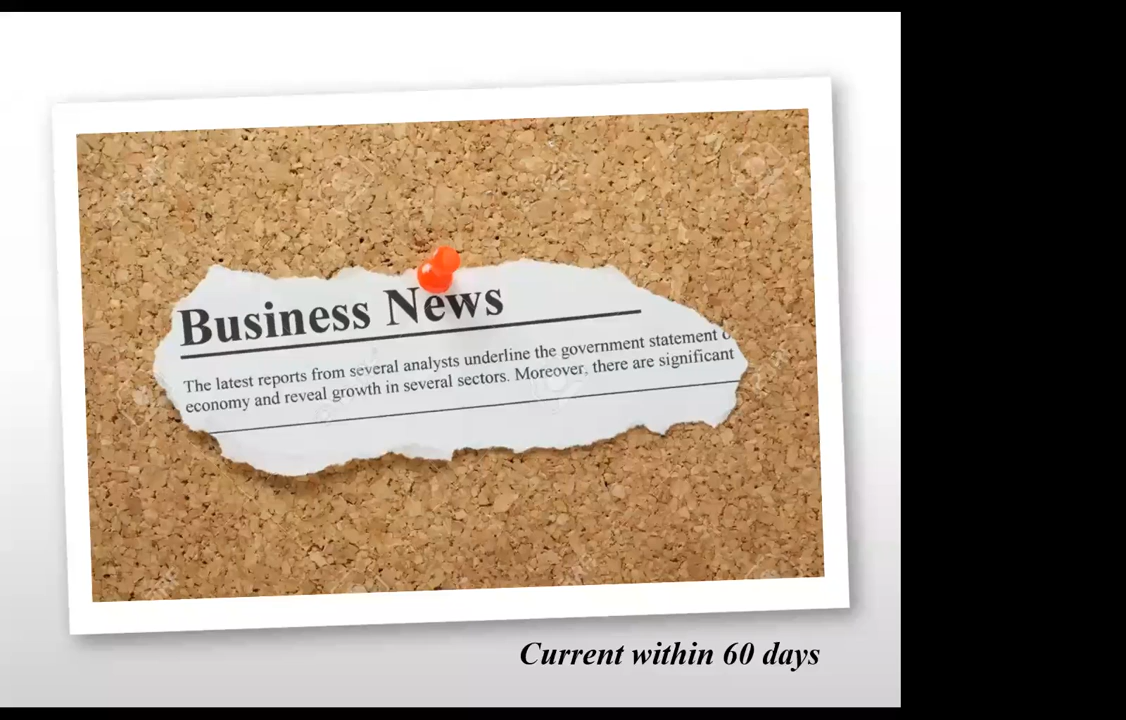 Business News
The latest reports from several analysts underline the government statement
economy and reveal growth in several sectors. Moreover, there are significant
Current within 60 days